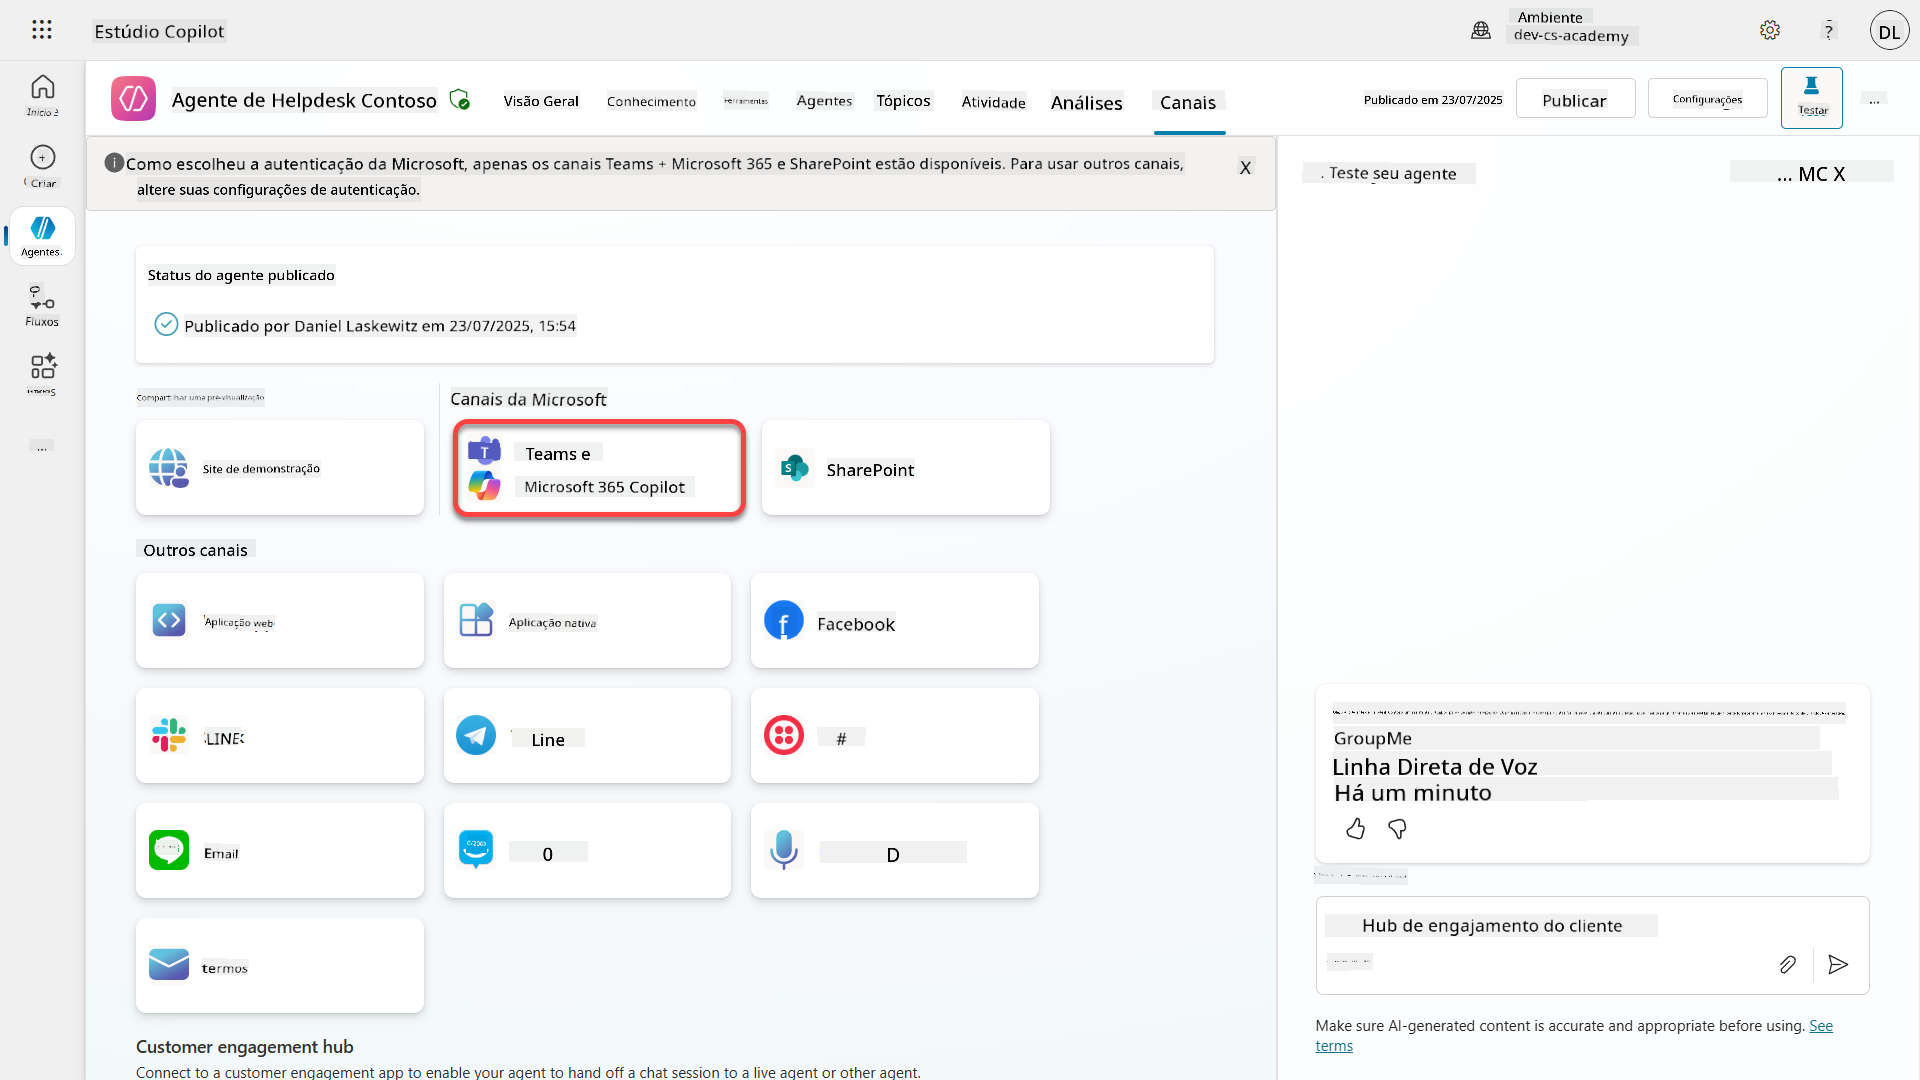 Estúdio Copilot
Ambiente
dev-cs-academy
?
DL
Agente de Helpdesk Contoso
Visão Geral
Conhecimento
Ferramentas
Agentes
Tópicos
Atividade
Análises
Canais
Publicado em 23/07/2025
Publicar
Configurações
Testar
...
Criar
Agentes
Fluxos
...
Como escolheu a autenticação da Microsoft, apenas os canais Teams + Microsoft 365 e SharePoint estão disponíveis. Para usar outros canais,
altere suas configurações de autenticação.
X
. Teste seu agente
... MC X
Status do agente publicado
Publicado por Daniel Laskewitz em 23/07/2025, 15:54
Compartilhar uma pré-visualização
Canais da Microsoft
Site de demonstração
Teams e
Microsoft 365 Copilot
SharePoint
Outros canais
Aplicação web
Aplicação nativa
Facebook
LINE
Line
#
Email
0
D
termos
GroupMe
Linha Direta de Voz
Há um minuto
Hub de engajamento do cliente
Make sure AI-generated content is accurate and appropriate before using. See
terms
Customer engagement hub
Connect to a customer engagement app to enable your agent to hand off a chat session to a live agent or other agent.